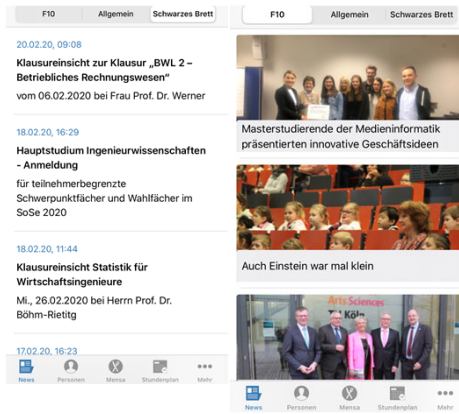 F10 Allgemein Schwarzes Brett
20.02.20, 09:08
Klausureinsicht zur Klausur „BWL 2 –
Betriebliches Rechnungswesen“
vom 06.02.2020 bei Frau Prof. Dr. Werner
18.02.20, 16:29
Hauptstudium Ingenieurwissenschaften
- Anmeldung
für teilnehmerbegrenzte
Schwerpunktfächer und Wahlfächer im
SoSe 2020
18.02.20, 11:44
Klausureinsicht Statistik für
Wirtschaftsingenieure
Mi., 26.02.2020 bei Herrn Prof. Dr.
Böhm-Rietig
17.02.20, 16:23
News Personen Mensa Stundenplan Mehr
F10 Allgemein Schwarzes Brett
Masterstudierende der Medieninformatik
präsentierten innovative Geschäftsideen
Auch Einstein war mal klein
Arts Sciences
TH Köln
News Personen Mensa Stundenplan Mehr